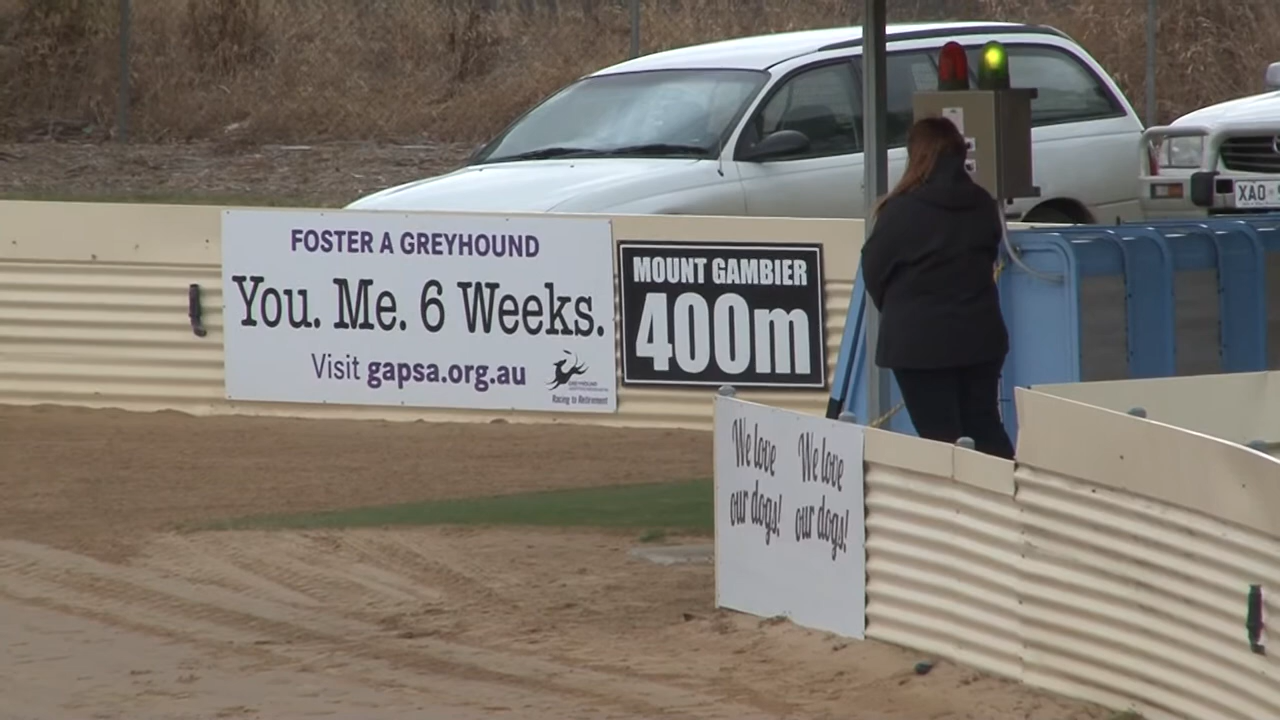 FOSTER A GREYHOUND
You. Me. 6 Weeks.
Visit gapsa.org.au
GREYHOUND
Racing to Retirement
MOUNT GAMBIER
400m
XAO
We love
our dogs!
We love
our dogs!